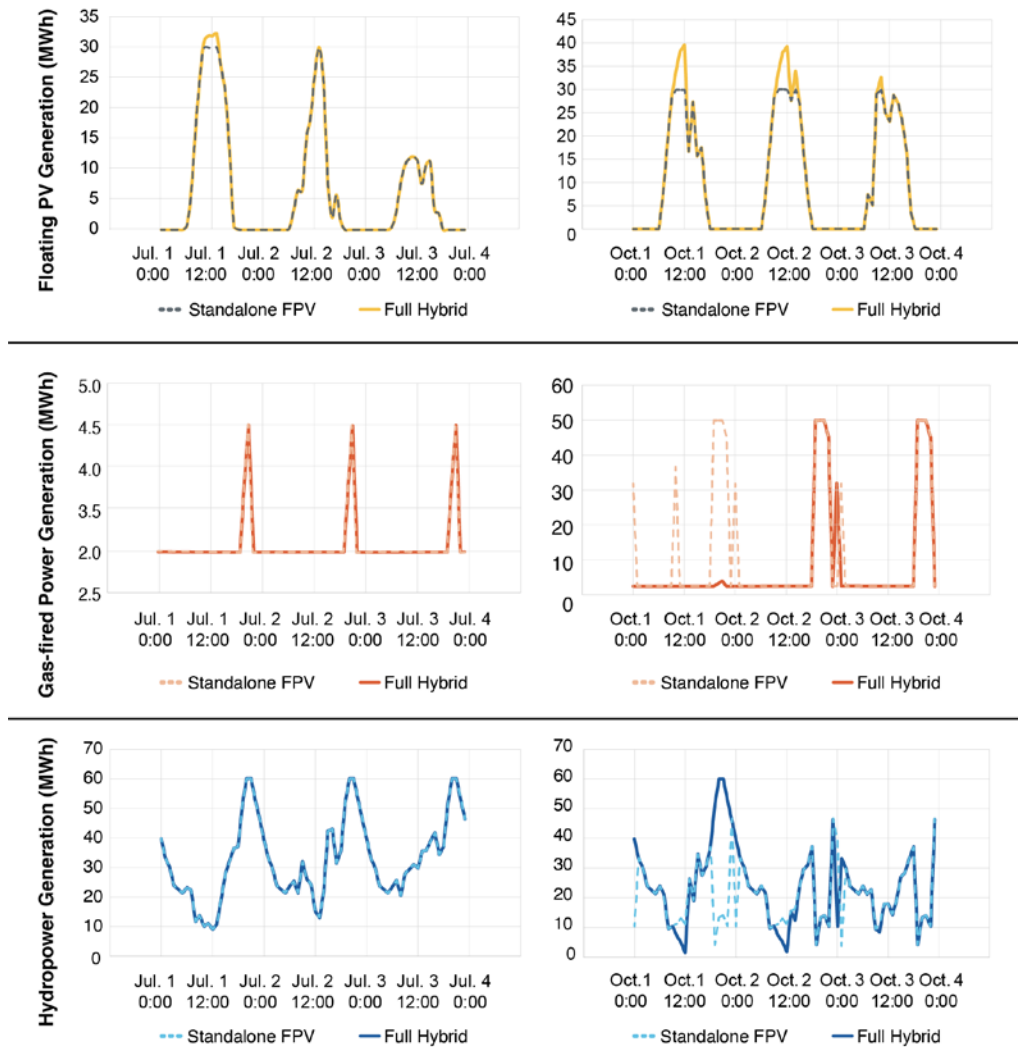 Floating PV Generation (MWh)
35
30
25
20
15
10
5
0
Jul. 1 Jul. 1 Jul. 2 Jul. 2 Jul. 3 Jul. 3 Jul. 4
0:00 12:00 0:00 12:00 0:00 12:00 0:00
Standalone FPV Full Hybrid
45
40
35
30
25
20
15
10
5
0
Oct. 1 Oct. 1 Oct. 2 Oct. 2 Oct. 3 Oct. 3 Oct. 4
0:00 12:00 0:00 12:00 0:00 12:00 0:00
Standalone FPV Full Hybrid
Gas-fired Power Generation (MWh)
5.0
4.5
4.0
3.5
2.0
2.5
Jul. 1 Jul. 1 Jul. 2 Jul. 2 Jul. 3 Jul. 3 Jul. 4
0:00 12:00 0:00 12:00 0:00 12:00 0:00
Standalone FPV Full Hybrid
60
50
40
30
20
10
0
Oct. 1 Oct. 1 Oct. 2 Oct. 2 Oct. 3 Oct. 3 Oct. 4
0:00 12:00 0:00 12:00 0:00 12:00 0:00
Standalone FPV Full Hybrid
Hydropower Generation (MWh)
70
60
50
40
30
20
10
0
Jul. 1 Jul. 1 Jul. 2 Jul. 2 Jul. 3 Jul. 3 Jul. 4
0:00 12:00 0:00 12:00 0:00 12:00 0:00
Standalone FPV Full Hybrid
70
60
50
40
30
20
10
0
Oct. 1 Oct. 1 Oct. 2 Oct. 2 Oct. 3 Oct. 3 Oct. 4
0:00 12:00 0:00 12:00 0:00 12:00 0:00
Standalone FPV Full Hybrid